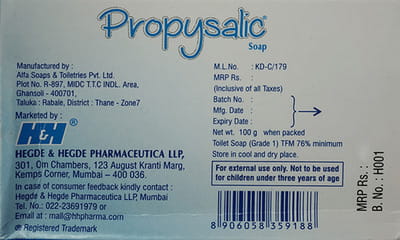 Propysalic®
Soap
Manufactured by :
Alfa Soaps & Toiletries Pvt. Ltd.
Plot No. R-897, MIDC T.T.C INDL. Area,
Ghansoli - 400701,
Taluka : Rabale, District : Thane - Zone7
Marketed by :
H&H®
HEGDE & HEGDE PHARMACEUTICA LLP,
301, Om Chambers, 123 August Kranti Marg,
Kemps Corner, Mumbai – 400 036.
In case of consumer feedback kindly contact :
Hegde & Hegde Pharmaceutica LLP, Mumbai
Tel. No.: 022-23691979 or
Email at : mail@hhpharma.com
® Registered Trademark
M.L.No. : KD-C/179
MRP Rs. :
(Inclusive of all Taxes)
Batch No. :
Mfg. Date :
Expiry Date :
Net wt. 100 g when packed
Toilet Soap (Grade 1) TFM 76% minimum
Store in cool and dry place.
For external use only. Not to be used
for children under three years of age
8 906058 359188
MRP Rs. :
B. No. : H001